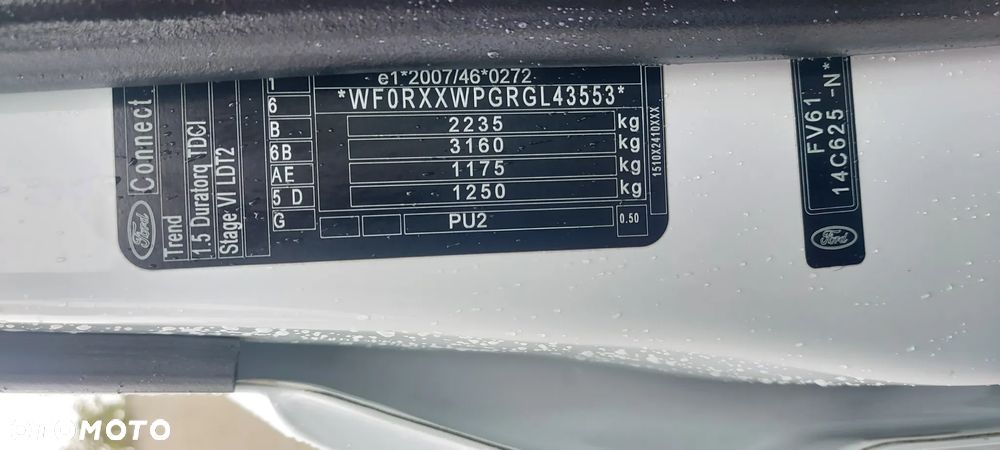 e1*2007/46*0272
*WF0RXXWPGRGL43553*
2235 kg
3160 kg
1175 kg
1250 kg
PU2
0.50
1
6
B
6B
AE
5 D
G
Ford Connect
Trend
1.5 Duratorq TDCI
Stage VI LDT2
1510X2410XXX
FV61
14C625 -N*
Ford
OTOMOTO